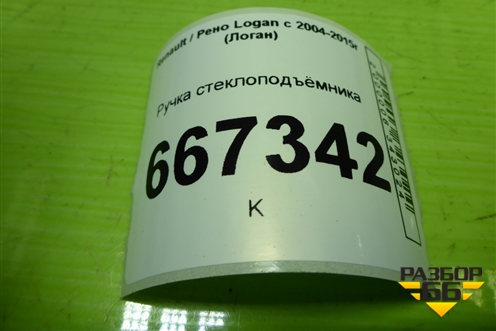 Renault / Рено Logan с 2004-2015г
(Логан)
Ручка стеклоподъёмника
667342
К
РАЗБОР
66